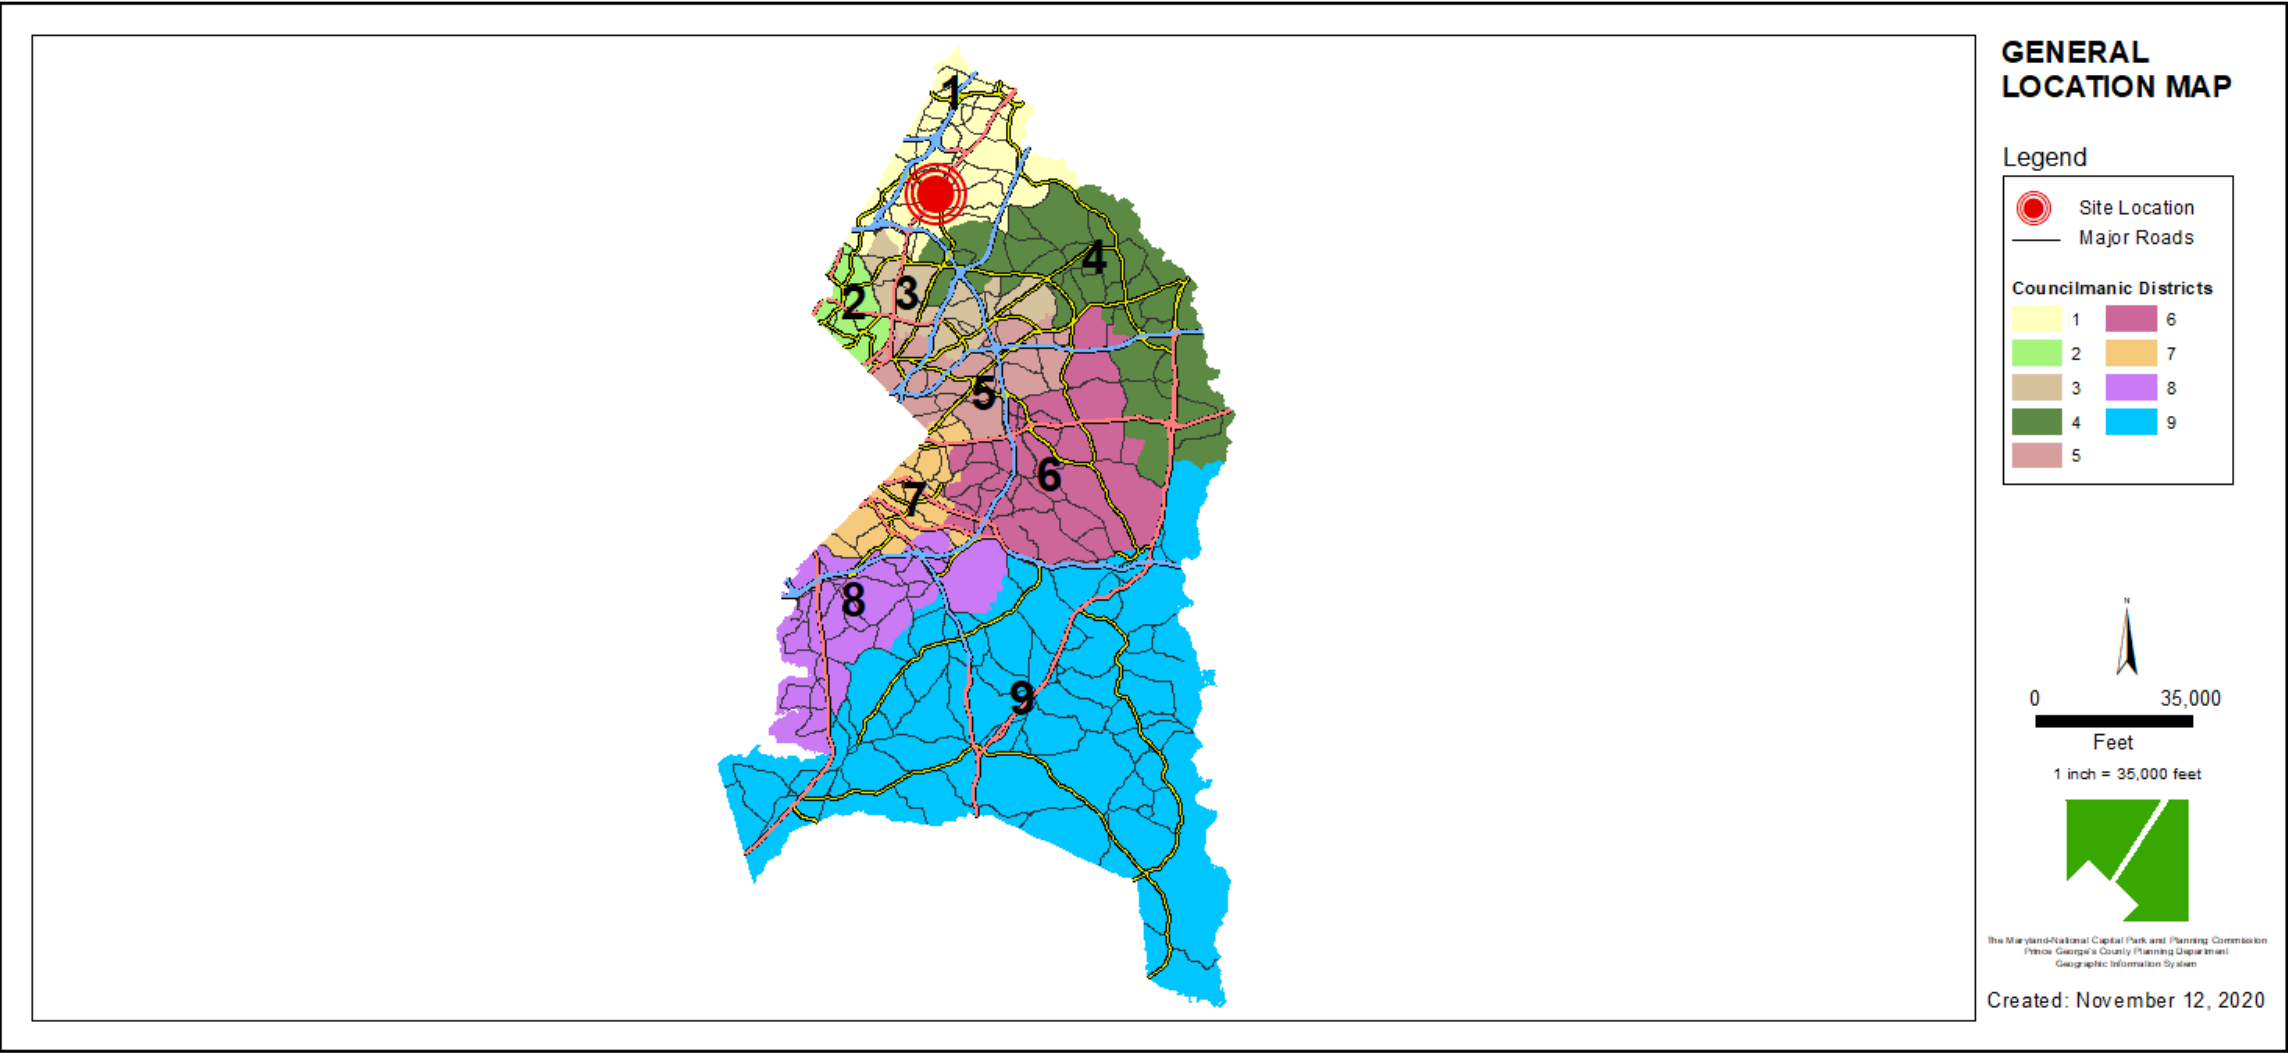 GENERAL
LOCATION MAP
Legend
Site Location
Major Roads
Councilmanic Districts
1 6
2 7
3 8
4 9
5
1
2
3
4
5
6
7
8
9
N
0 35,000
Feet
1 inch = 35,000 feet
The Maryland-National Capital Park and Planning Commission
Prince George's County Planning Department
Geographic Information System
Created: November 12, 2020